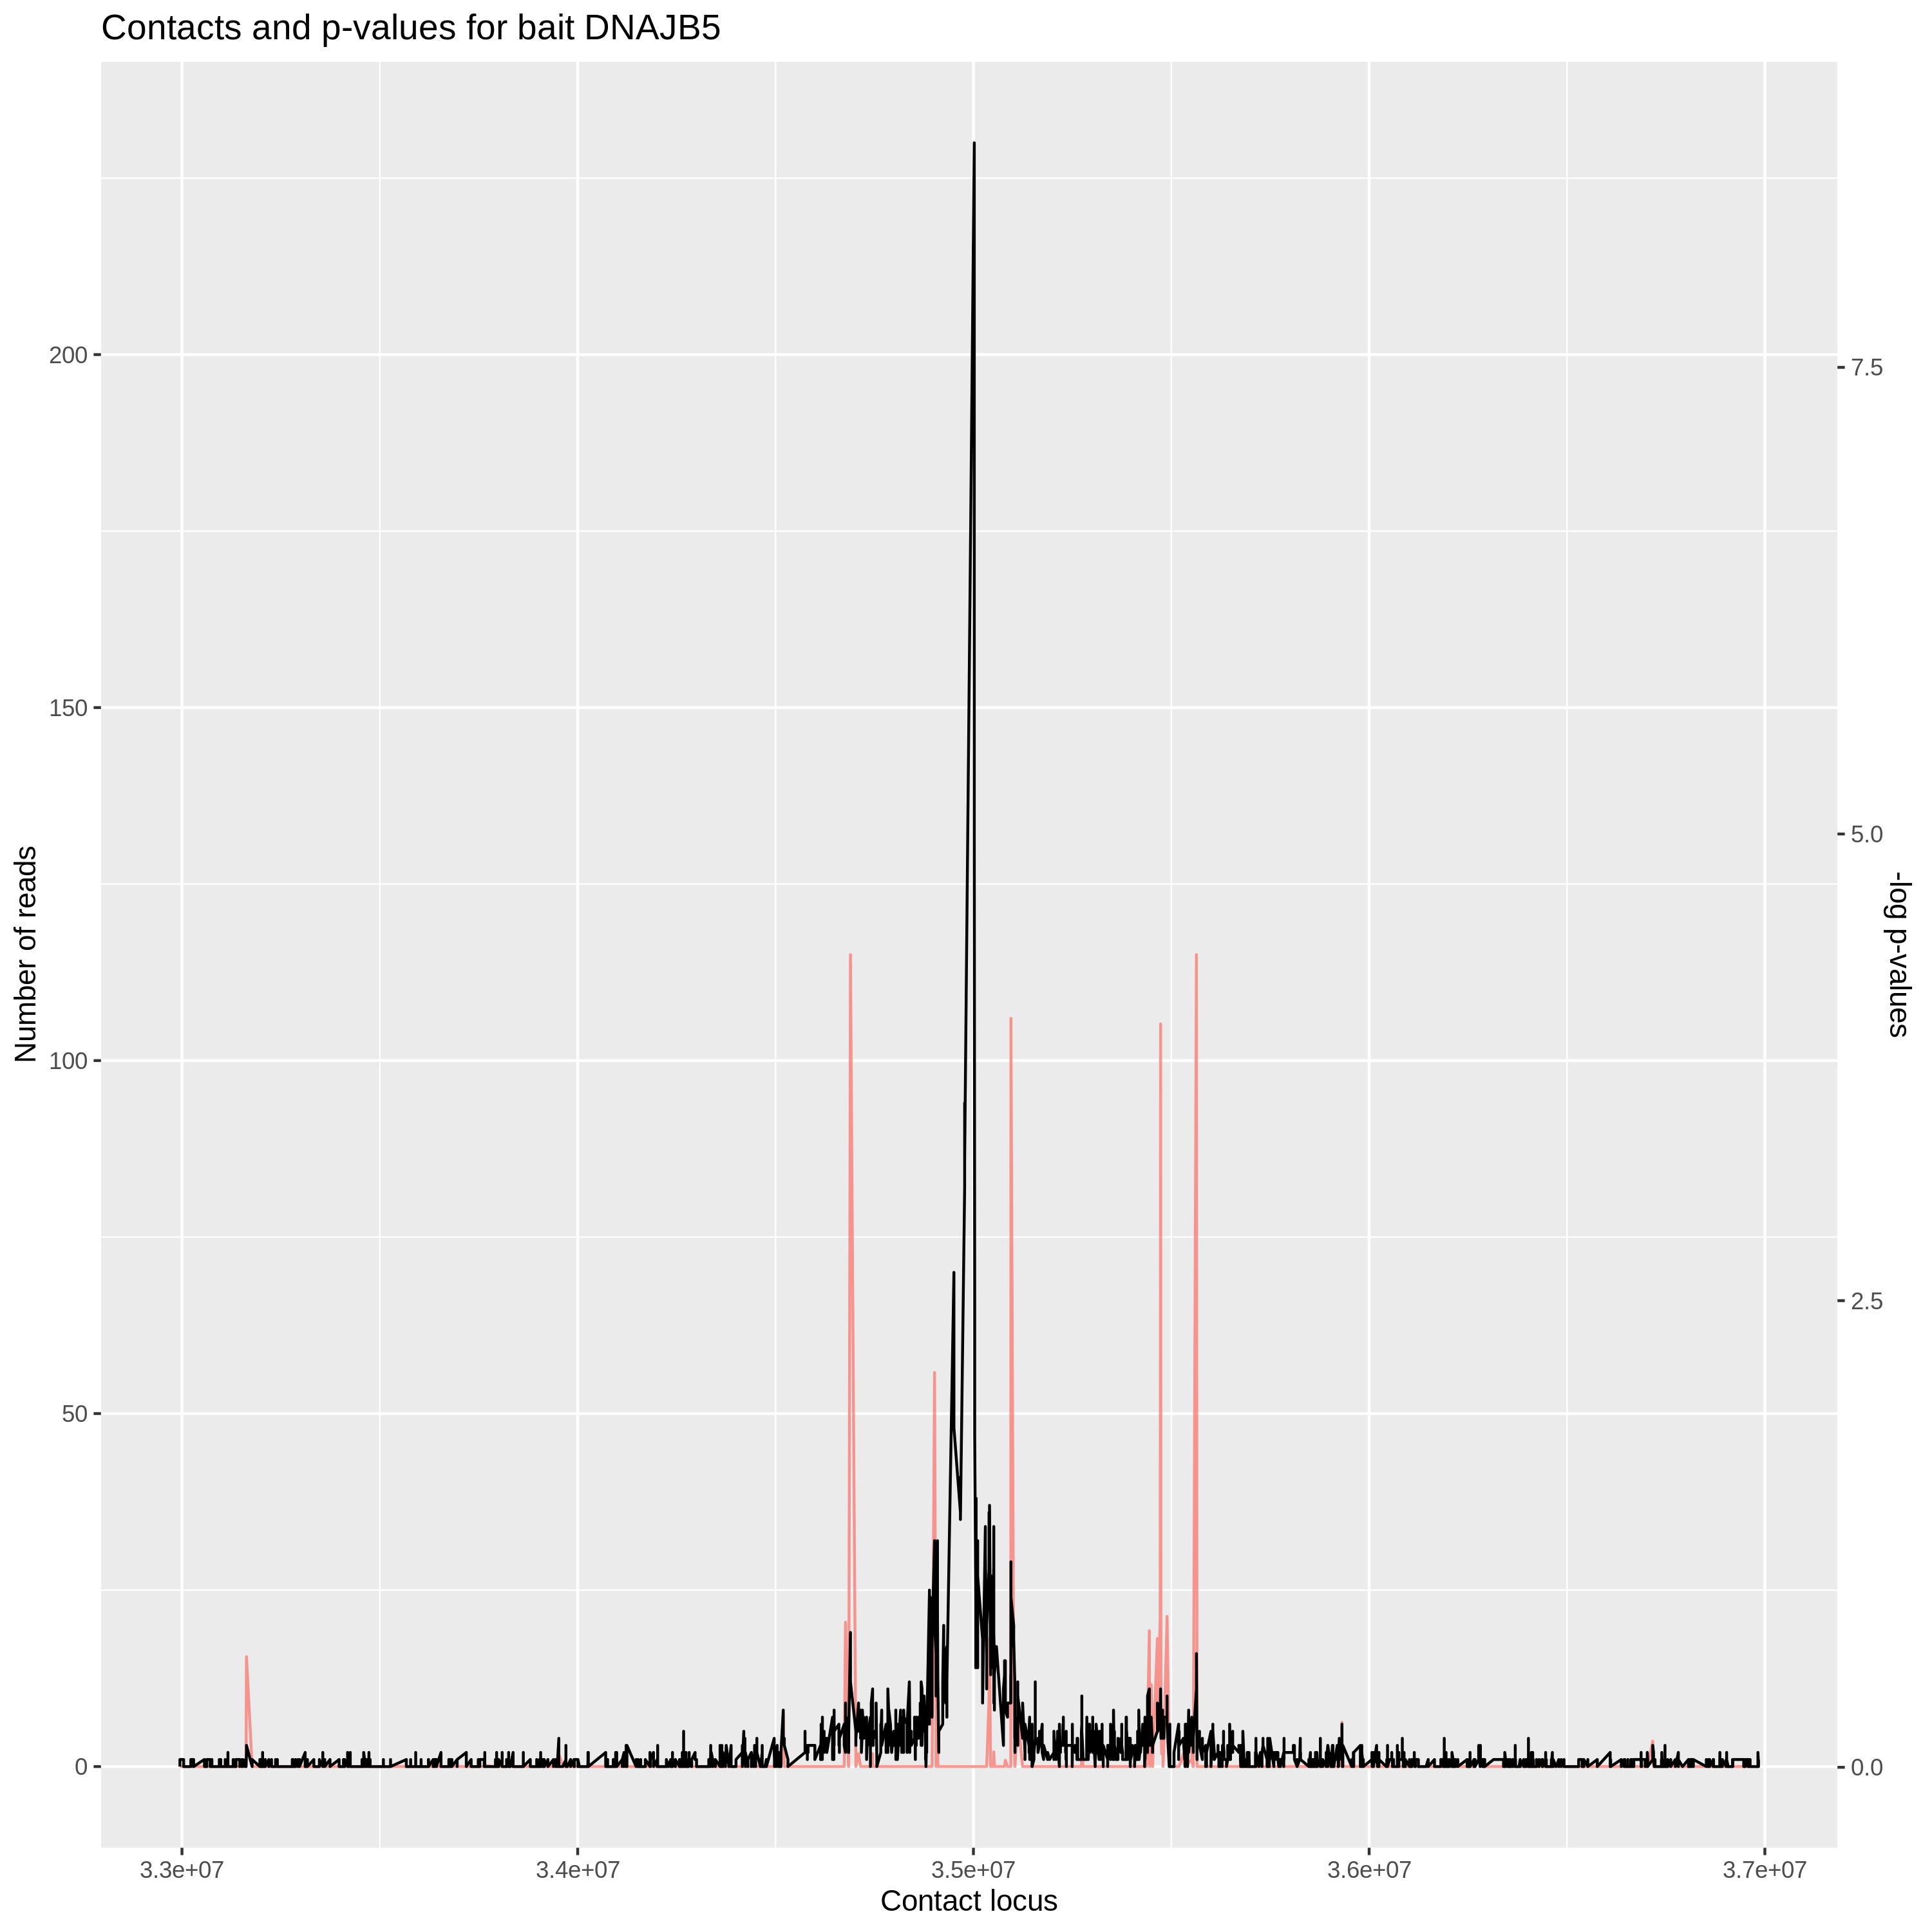 Contacts and p-values for bait DNAJB5
Number of reads
200
150
100
50
0
7.5
5.0
2.5
0.0
-log p-values
3.3e+07
3.4e+07
3.5e+07
3.6e+07
3.7e+07
Contact locus